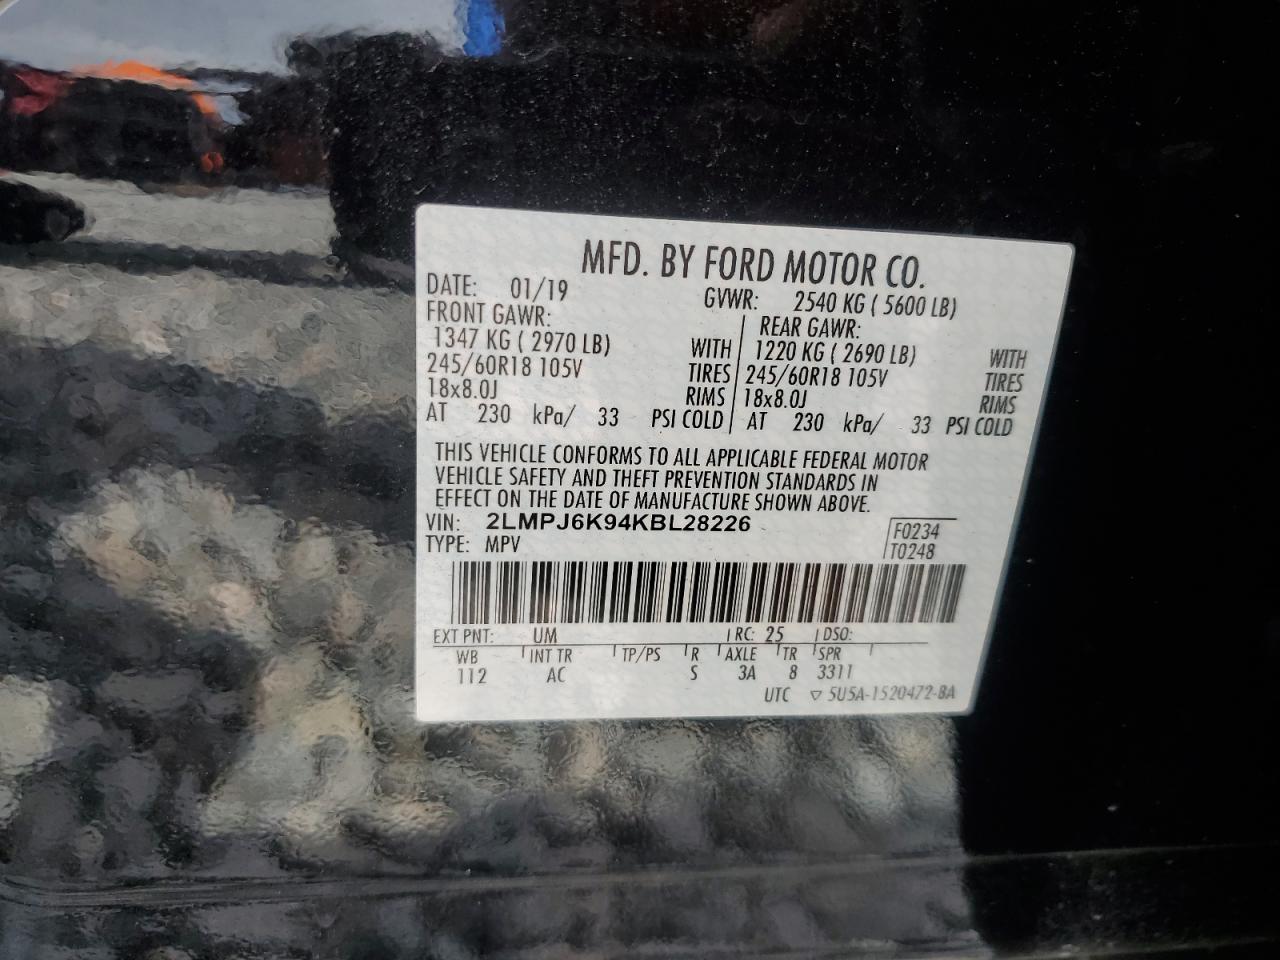 MFD. BY FORD MOTOR CO.
DATE: 01/19 GVWR: 2540 KG ( 5600 LB)
FRONT GAWR: REAR GAWR:
1347 KG ( 2970 LB) WITH 1220 KG ( 2690 LB) WITH
245/60R18 105V TIRES 245/60R18 105V TIRES
18x8.0J RIMS 18x8.0J RIMS
AT 230 kPa/ 33 PSI COLD AT 230 kPa/ 33 PSI COLD
THIS VEHICLE CONFORMS TO ALL APPLICABLE FEDERAL MOTOR
VEHICLE SAFETY AND THEFT PREVENTION STANDARDS IN
EFFECT ON THE DATE OF MANUFACTURE SHOWN ABOVE.
VIN: 2LMPJ6K94KBL28226 F0234
TYPE: MPV T0248
EXT PNT: UM RC: 25 DSO:
WB INT TR TP/PS R AXLE TR SPR
112 AC S 3A 8 3311
UTC ▽ 5U5A-1520472-BA